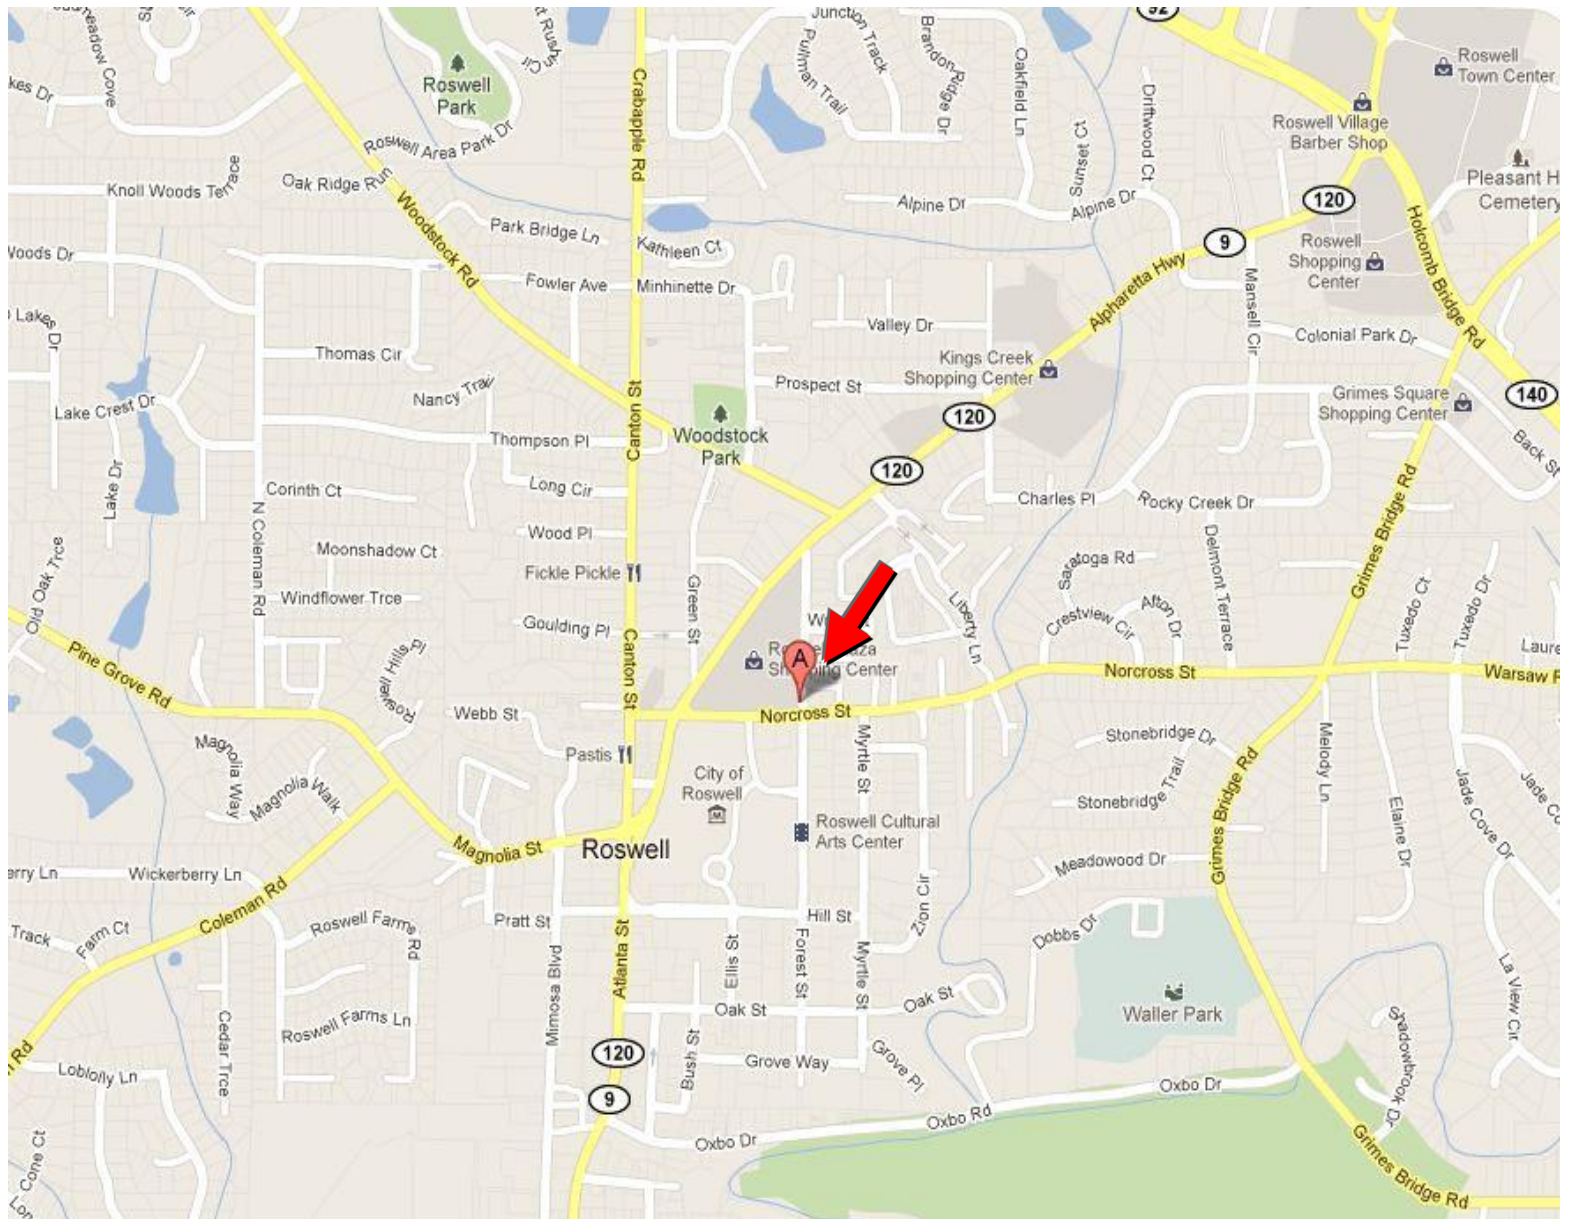 Meadow Cove
Rush
Cir
Junction Track
Pullman Trail
Brandon Ridge Dr
Oakfield Ln
92
Roswell
Town Center
Roswell
Park
Crabapple Rd
Driftwood Ct
Roswell Village
Barber Shop
Sunset Ct
Roswell Area Park Dr
Knoll Woods Terrace
Oak Ridge Run
Pleasant H
Cemetery
Woodstock Rd
Alpine Dr
Alpine Dr
120
Park Bridge Ln
Kathleen Ct
9
Roswell
Shopping
Center
Holcomb Bridge Rd
Woods Dr
Fowler Ave
Minhinette Dr
Alpharetta Hwy
Mansell Cir
Lakes Dr
Valley Dr
Colonial Park Dr
Thomas Cir
Kings Creek
Shopping Center
Nancy Trail
Prospect St
Grimes Square
Shopping Center
140
Lake Crest Dr
Canton St
120
Woodstock
Park
Thompson Pl
Back St
120
Lake Dr
Corinth Ct
Long Cir
Charles Pl
Rocky Creek Dr
Grimes Bridge Rd
N Coleman Rd
Wood Pl
Delmont Terrace
Old Oak Trce
Moonshadow Ct
Fickle Pickle
Saratoga Rd
Windflower Trce
Green St
Liberty Ln
Afton Dr
Crestview Cir
Tuxedo Ct
Tuxedo Dr
Goulding Pl
Canton St
Pine Grove Rd
Roswell Hills Pl
A
Shopping Center
Norcross St
Warsaw
Webb St
Norcross St
Magnolia Way
Pastis
Myrtle St
Stonebridge Dr
Melody Ln
City of
Roswell
Magnolia Walk
Stonebridge Trail
Grimes Bridge Rd
Elaine Dr
Jade Cove Dr
Jade
Roswell Cultural
Arts Center
Magnolia St
Roswell
Meadowood Dr
erry Ln
Wickerberry Ln
Coleman Rd
Zion Cir
Pratt St
Hill St
Roswell Farms Rd
Track
Farm Ct
Dobbs Dr
Mimosa Blvd
Atlanta St
Ellis St
Forest St
Myrtle St
La View Cir
Oak St
Oak St
Waller Park
Cedar Trce
Roswell Farms Ln
Shadowbrook Dr
120
Bush St
Grove Way
Grove Pl
Loblolly Ln
Oxbo Dr
9
Oxbo Rd
Oxbo Dr
Cone Ct
Grimes Bridge Rd